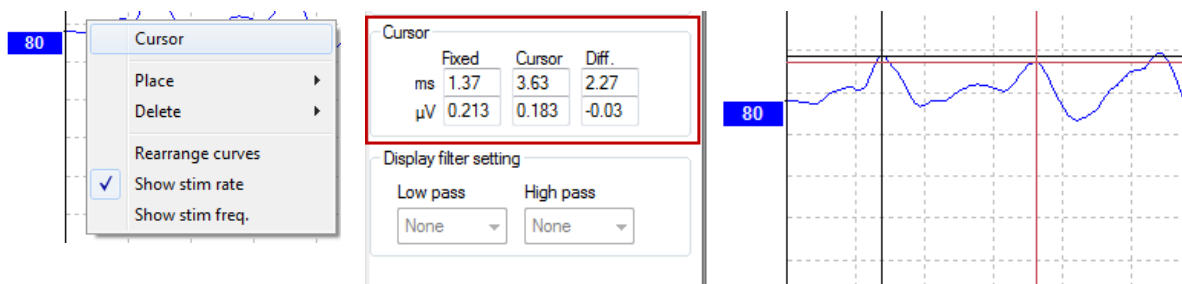 80
Cursor
Place
Delete
Rearrange curves
Show stim rate
Show stim freq.
Cursor
Fixed Cursor Diff.
ms 1.37 3.63 2.27
µV 0.213 0.183 -0.03
Display filter setting
Low pass High pass
None None
80